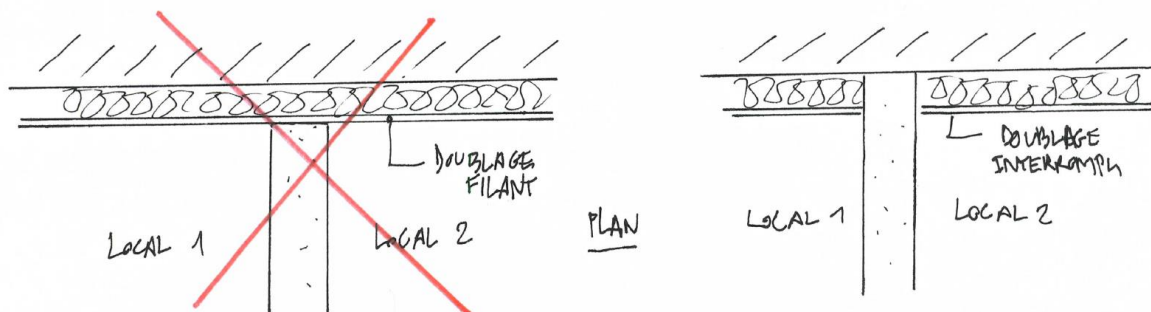 DOUBLAGE
FILANT
LOCAL 1
LOCAL 2
PLAN
DOUBLAGE
INTERROMPU
LOCAL 1
LOCAL 2